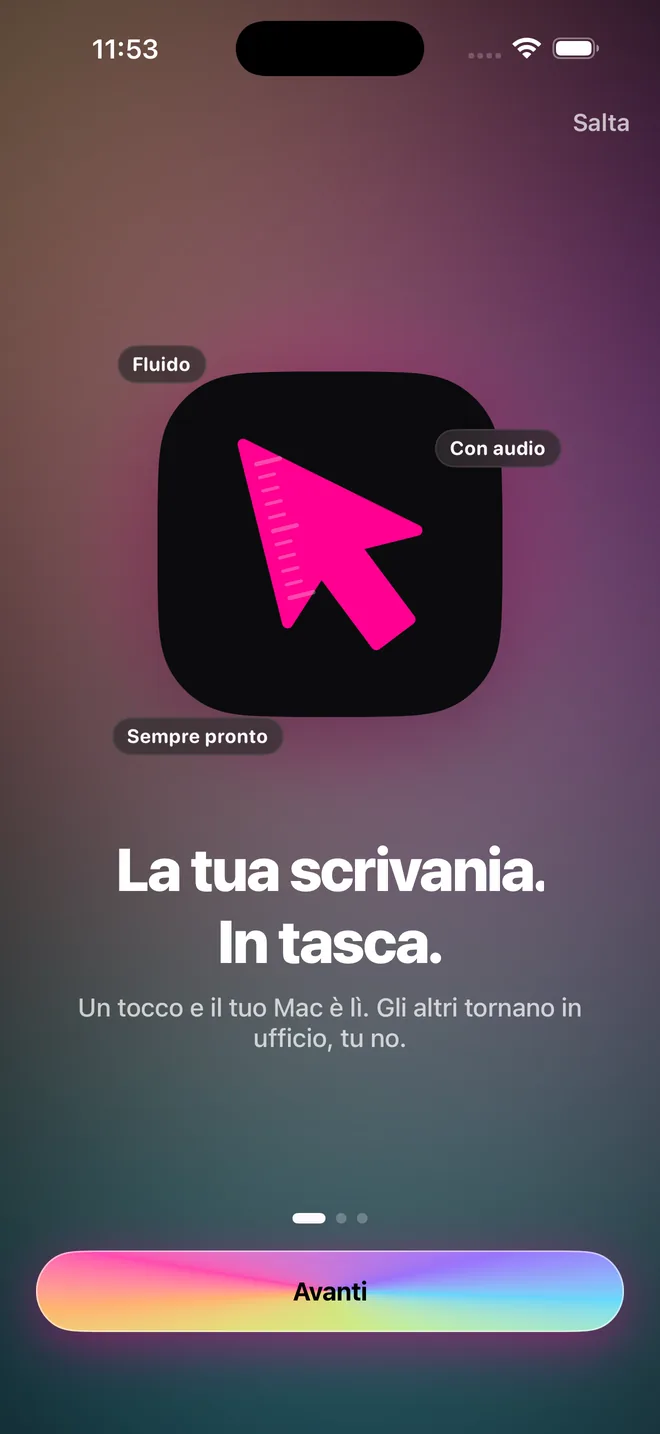 11:53
Salta
Fluido
Con audio
Sempre pronto
La tua scrivania.
In tasca.
Un tocco e il tuo Mac è lì. Gli altri tornano in
ufficio, tu no.
Avanti